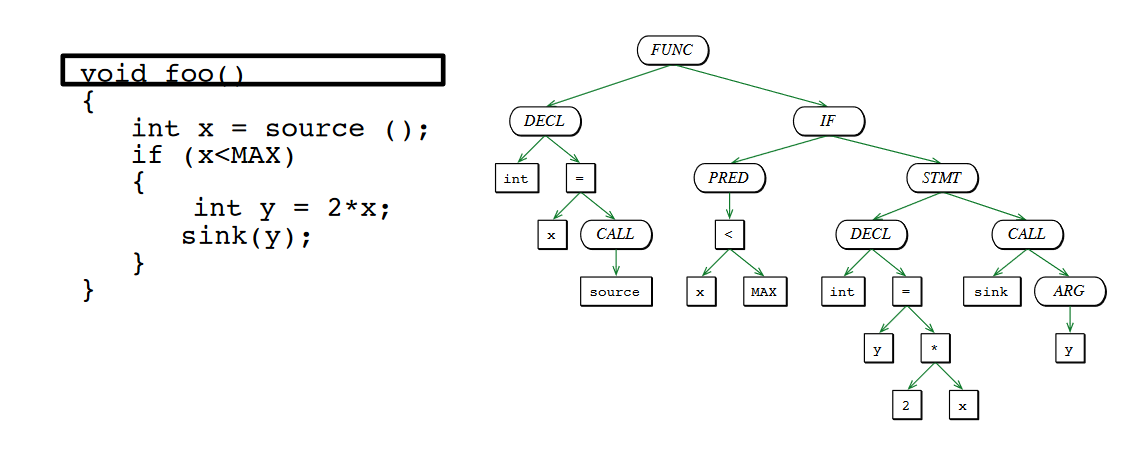 void foo()
{
int x = source ();
if (x<MAX)
{
int y = 2*x;
sink(y);
}
}
FUNC
DECL IF
int = PRED STMT
x CALL < DECL CALL
source x MAX int = sink ARG
y * y
2 x